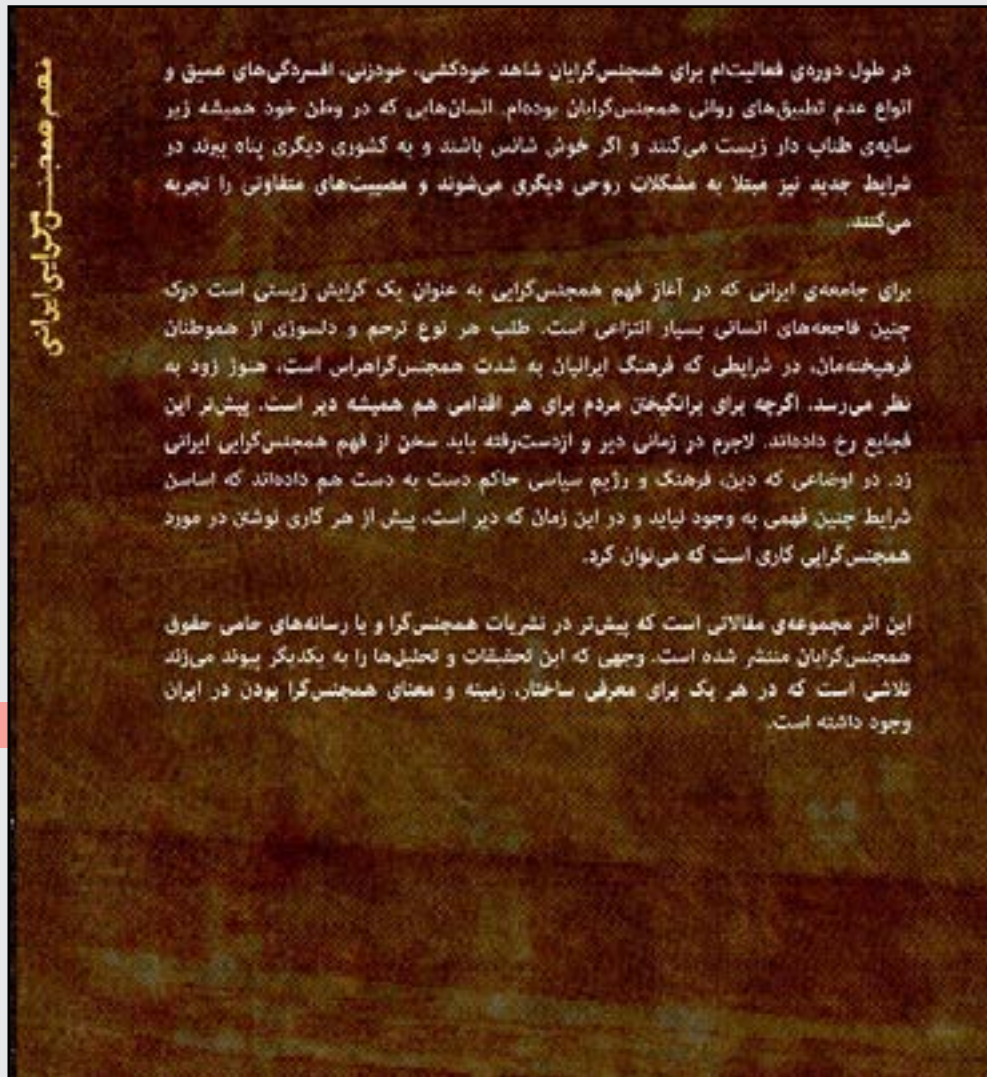 فهم همجنس‌گرایی ایرانی
در طول دوره‌ی فعالیت‌ام برای همجنس‌گرایان شاهد خودکشی، خودزنی، افسردگی‌های عمیق و
انواع عدم تطبیق‌های روانی همجنس‌گرایان بوده‌ام. انسان‌هایی که در وطن خود همیشه زیر
سایه‌ی طناب دار زیست می‌کنند و اگر خوش شانس باشند و به کشوری دیگری پناه ببرند در
شرایط جدید نیز مبتلا به مشکلات روحی دیگری می‌شوند و مصیبت‌های متفاوتی را تجربه
می‌کنند.
برای جامعه‌ی ایرانی که در آغاز فهم همجنس‌گرایی به عنوان یک گرایش زیستی است درک
چنین فاجعه‌های انسانی بسیار انتزاعی است. طلب هر نوع ترحم و دلسوزی از هموطنان
فرهیخته‌مان، در شرایطی که فرهنگ ایرانیان به شدت همجنس‌گراهراس است، هنوز زود به
نظر می‌رسد. اگرچه برای برانگیختن مردم برای هر اقدامی هم همیشه دیر است. پیش‌تر این
فجایع رخ داده‌اند. لاجرم در زمانی دیر و ازدست‌رفته باید سخن از فهم همجنس‌گرایی ایرانی
زد. در اوضاعی که دین، فرهنگ و رژیم سیاسی حاکم دست به دست هم داده‌اند که اساسن
شرایط چنین فهمی به وجود نیاید و در این زمان که دیر است، پیش از هر کاری نوشتن در مورد
همجنس‌گرایی کاری است که می‌توان کرد.
این اثر مجموعه‌ی مقالاتی است که پیش‌تر در نشریات همجنس‌گرا و یا رسانه‌های حامی حقوق
همجنس‌گرایان منتشر شده است. وجهی که این تحقیقات و تحلیل‌ها را به یکدیگر پیوند می‌زند
تلاشی است که در هر یک برای معرفی ساختار، زمینه و معنای همجنس‌گرا بودن در ایران
وجود داشته است.